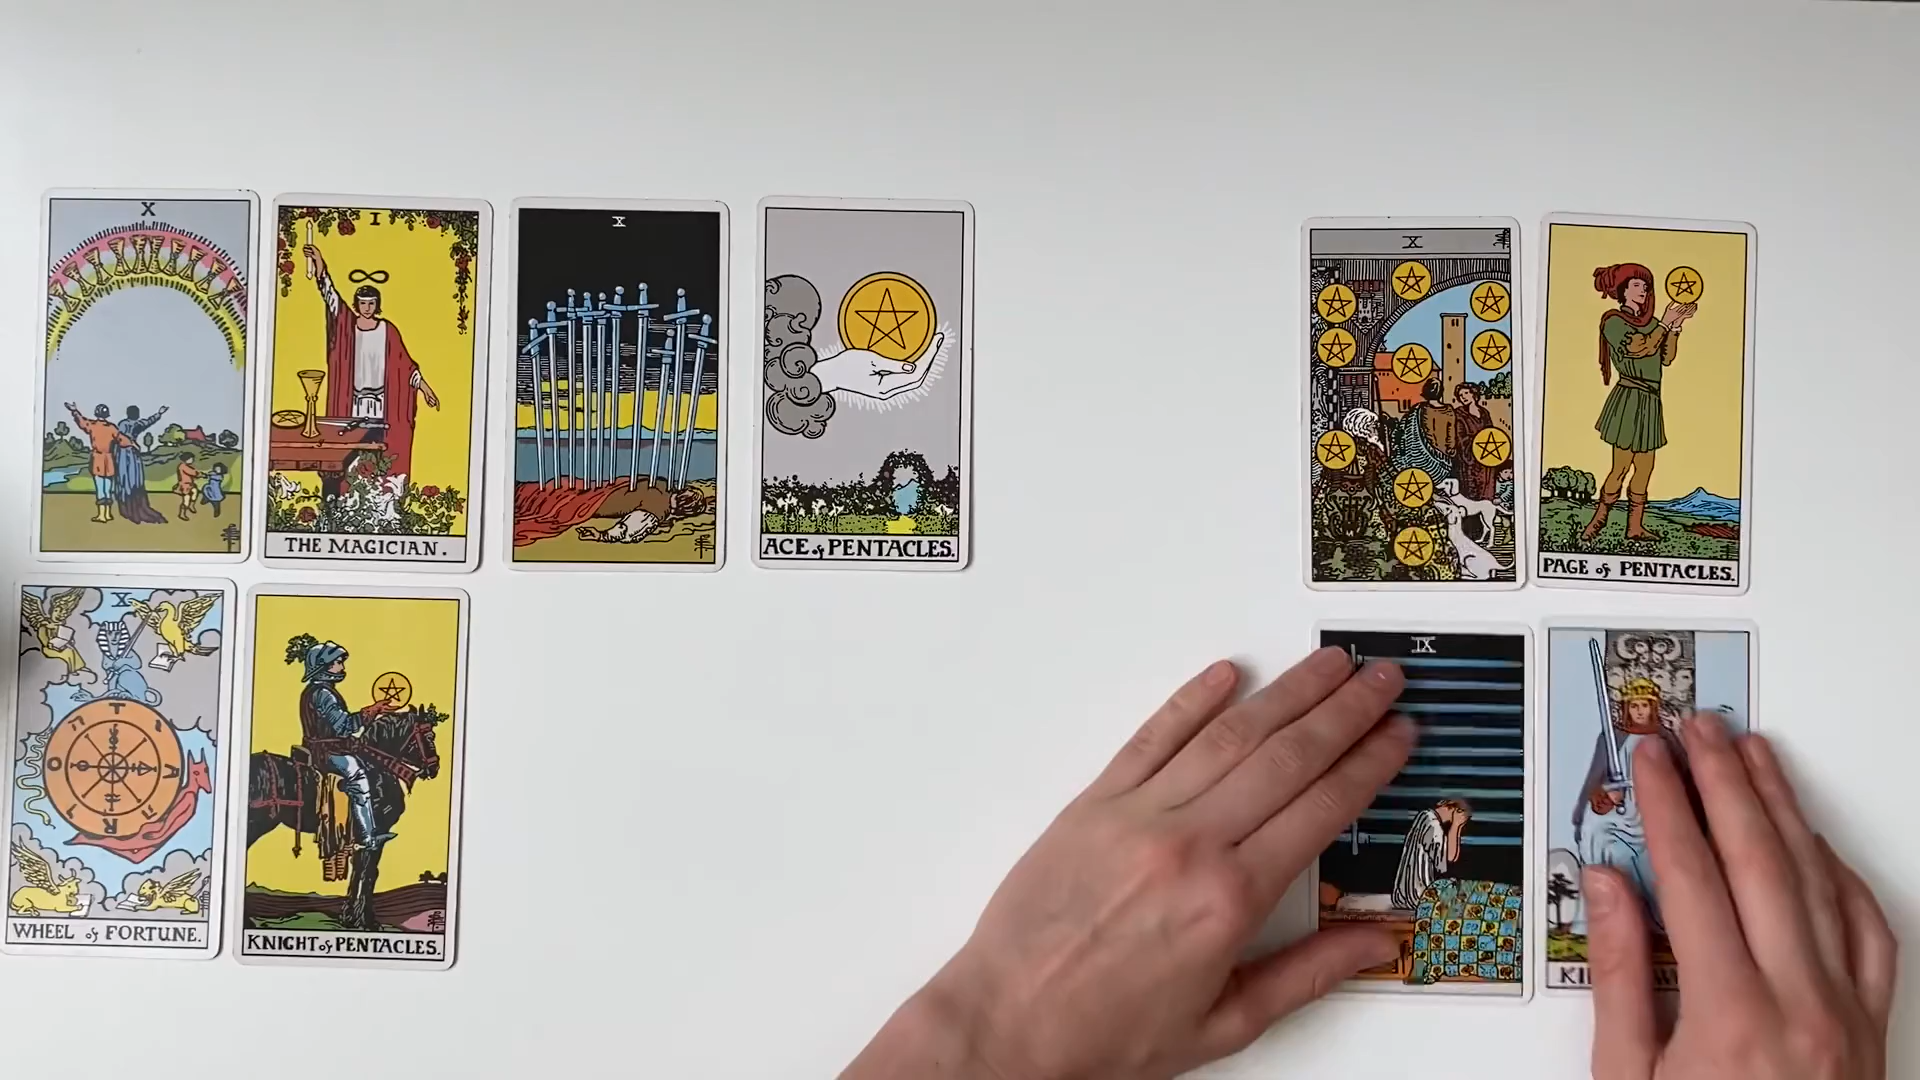 X
I
THE MAGICIAN.
X
ACE of PENTACLES.
X
PAGE of PENTACLES.
X
WHEEL of FORTUNE.
KNIGHT of PENTACLES.
IX